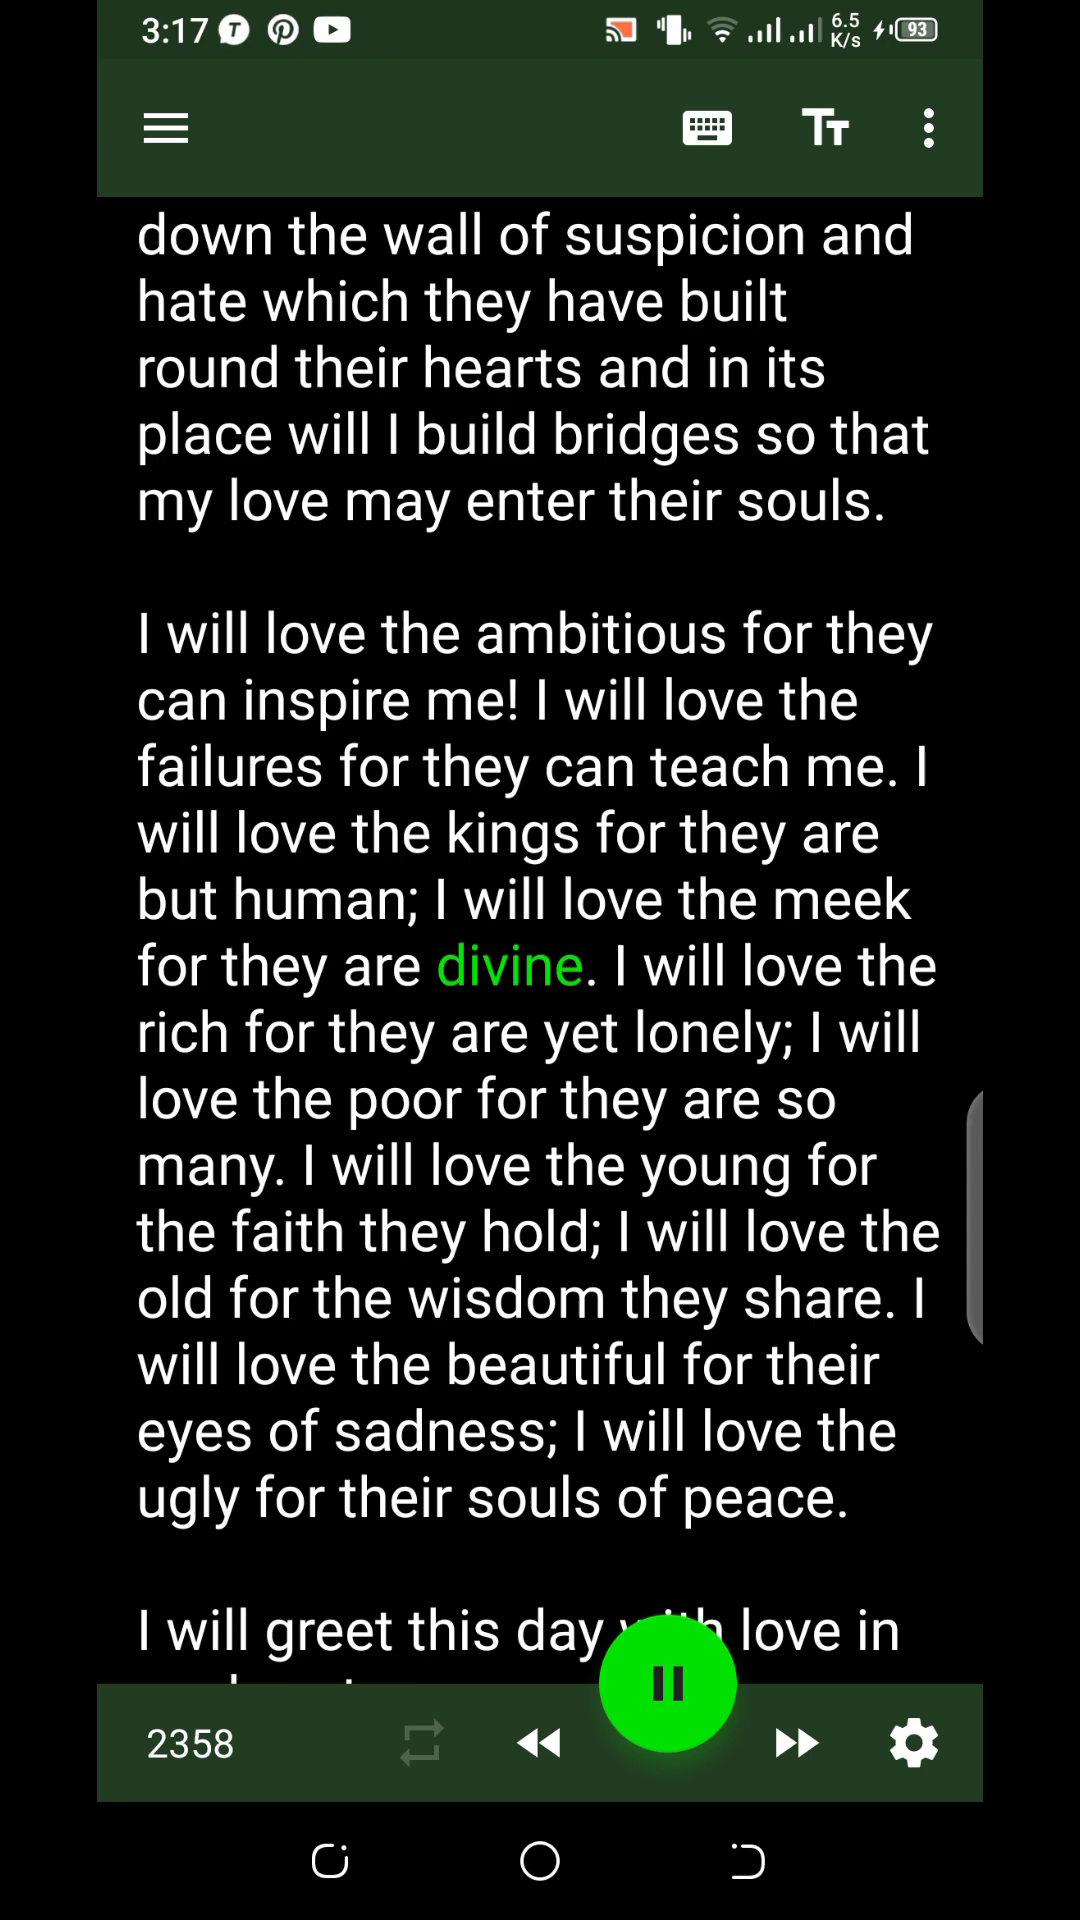 3:17
6.5
K/s
93
down the wall of suspicion and
hate which they have built
round their hearts and in its
place will I build bridges so that
my love may enter their souls.
I will love the ambitious for they
can inspire me! I will love the
failures for they can teach me. I
will love the kings for they are
but human; I will love the meek
for they are divine. I will love the
rich for they are yet lonely; I will
love the poor for they are so
many. I will love the young for
the faith they hold; I will love the
old for the wisdom they share. I
will love the beautiful for their
eyes of sadness; I will love the
ugly for their souls of peace.
I will greet this day with love in
2358